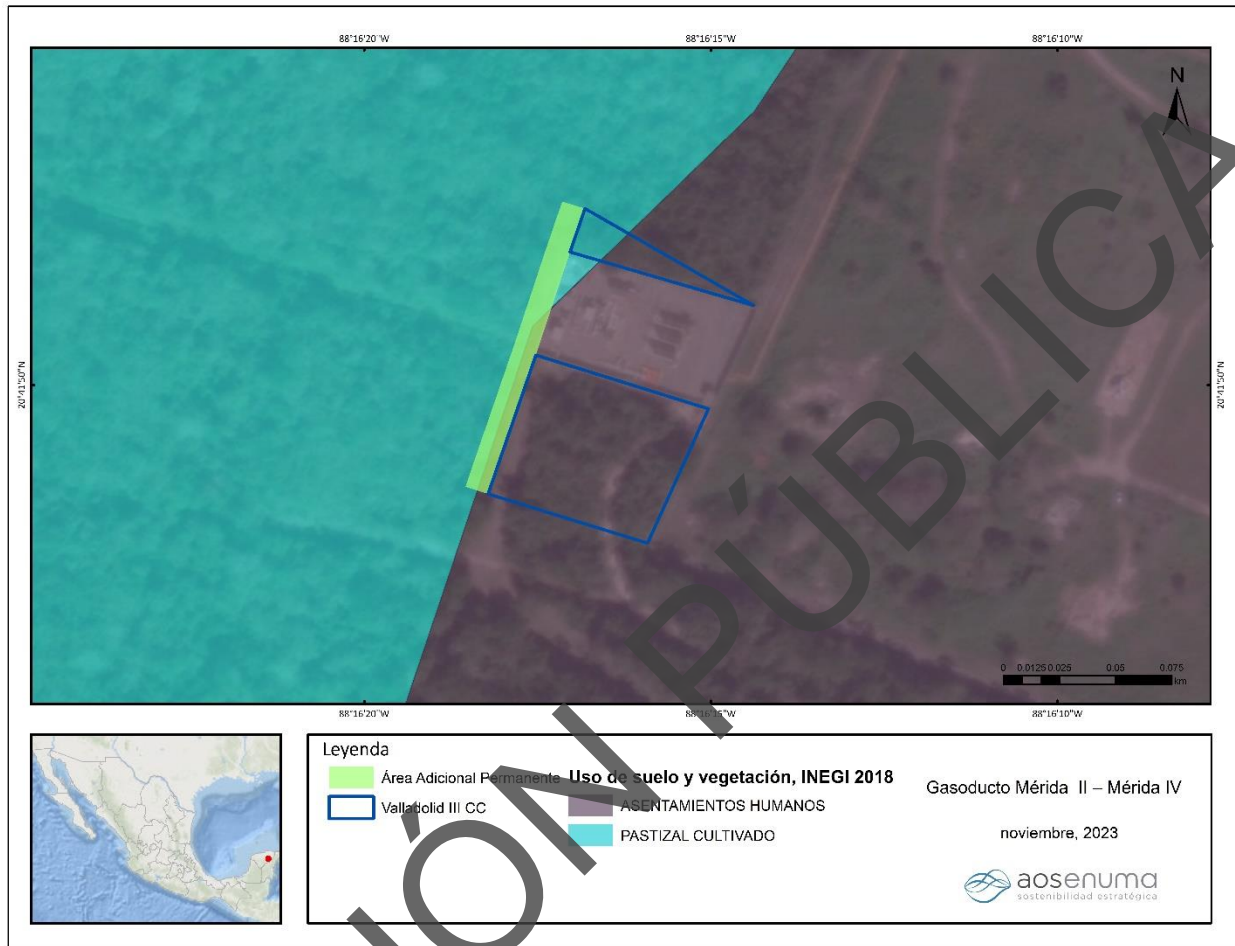 88°16'20"W 88°16'15"W 88°16'10"W
N
20°41'50"N 20°41'50"N
0 0.0125 0.025 0.05 0.075
km
88°16'20"W 88°16'15"W 88°16'10"W
Leyenda
Área Adicional Permanente
Valladolid III CC
Uso de suelo y vegetación, INEGI 2018
ASENTAMIENTOS HUMANOS
PASTIZAL CULTIVADO
Gasoducto Mérida II – Mérida IV
noviembre, 2023
aosenuma
sostenibilidad estratégica
IÓN PÚBLICA